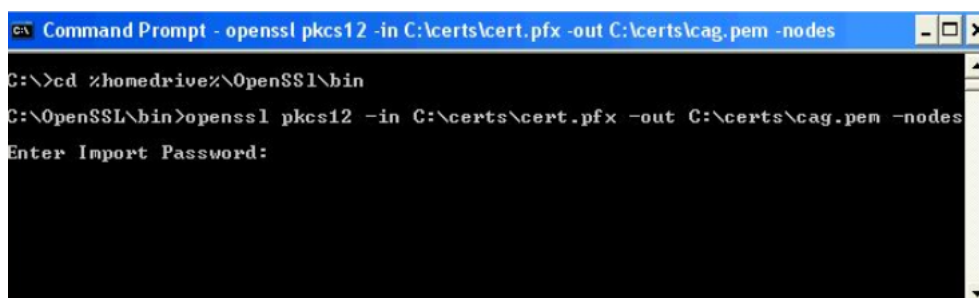 Command Prompt - openssl pkcs12 -in C:\certs\cert.pfx -out C:\certs\cag.pem -nodes
C:\>cd %homedrive%\OpenSSl\bin
C:\OpenSSL\bin>openssl pkcs12 -in C:\certs\cert.pfx -out C:\certs\cag.pem -nodes
Enter Import Password: